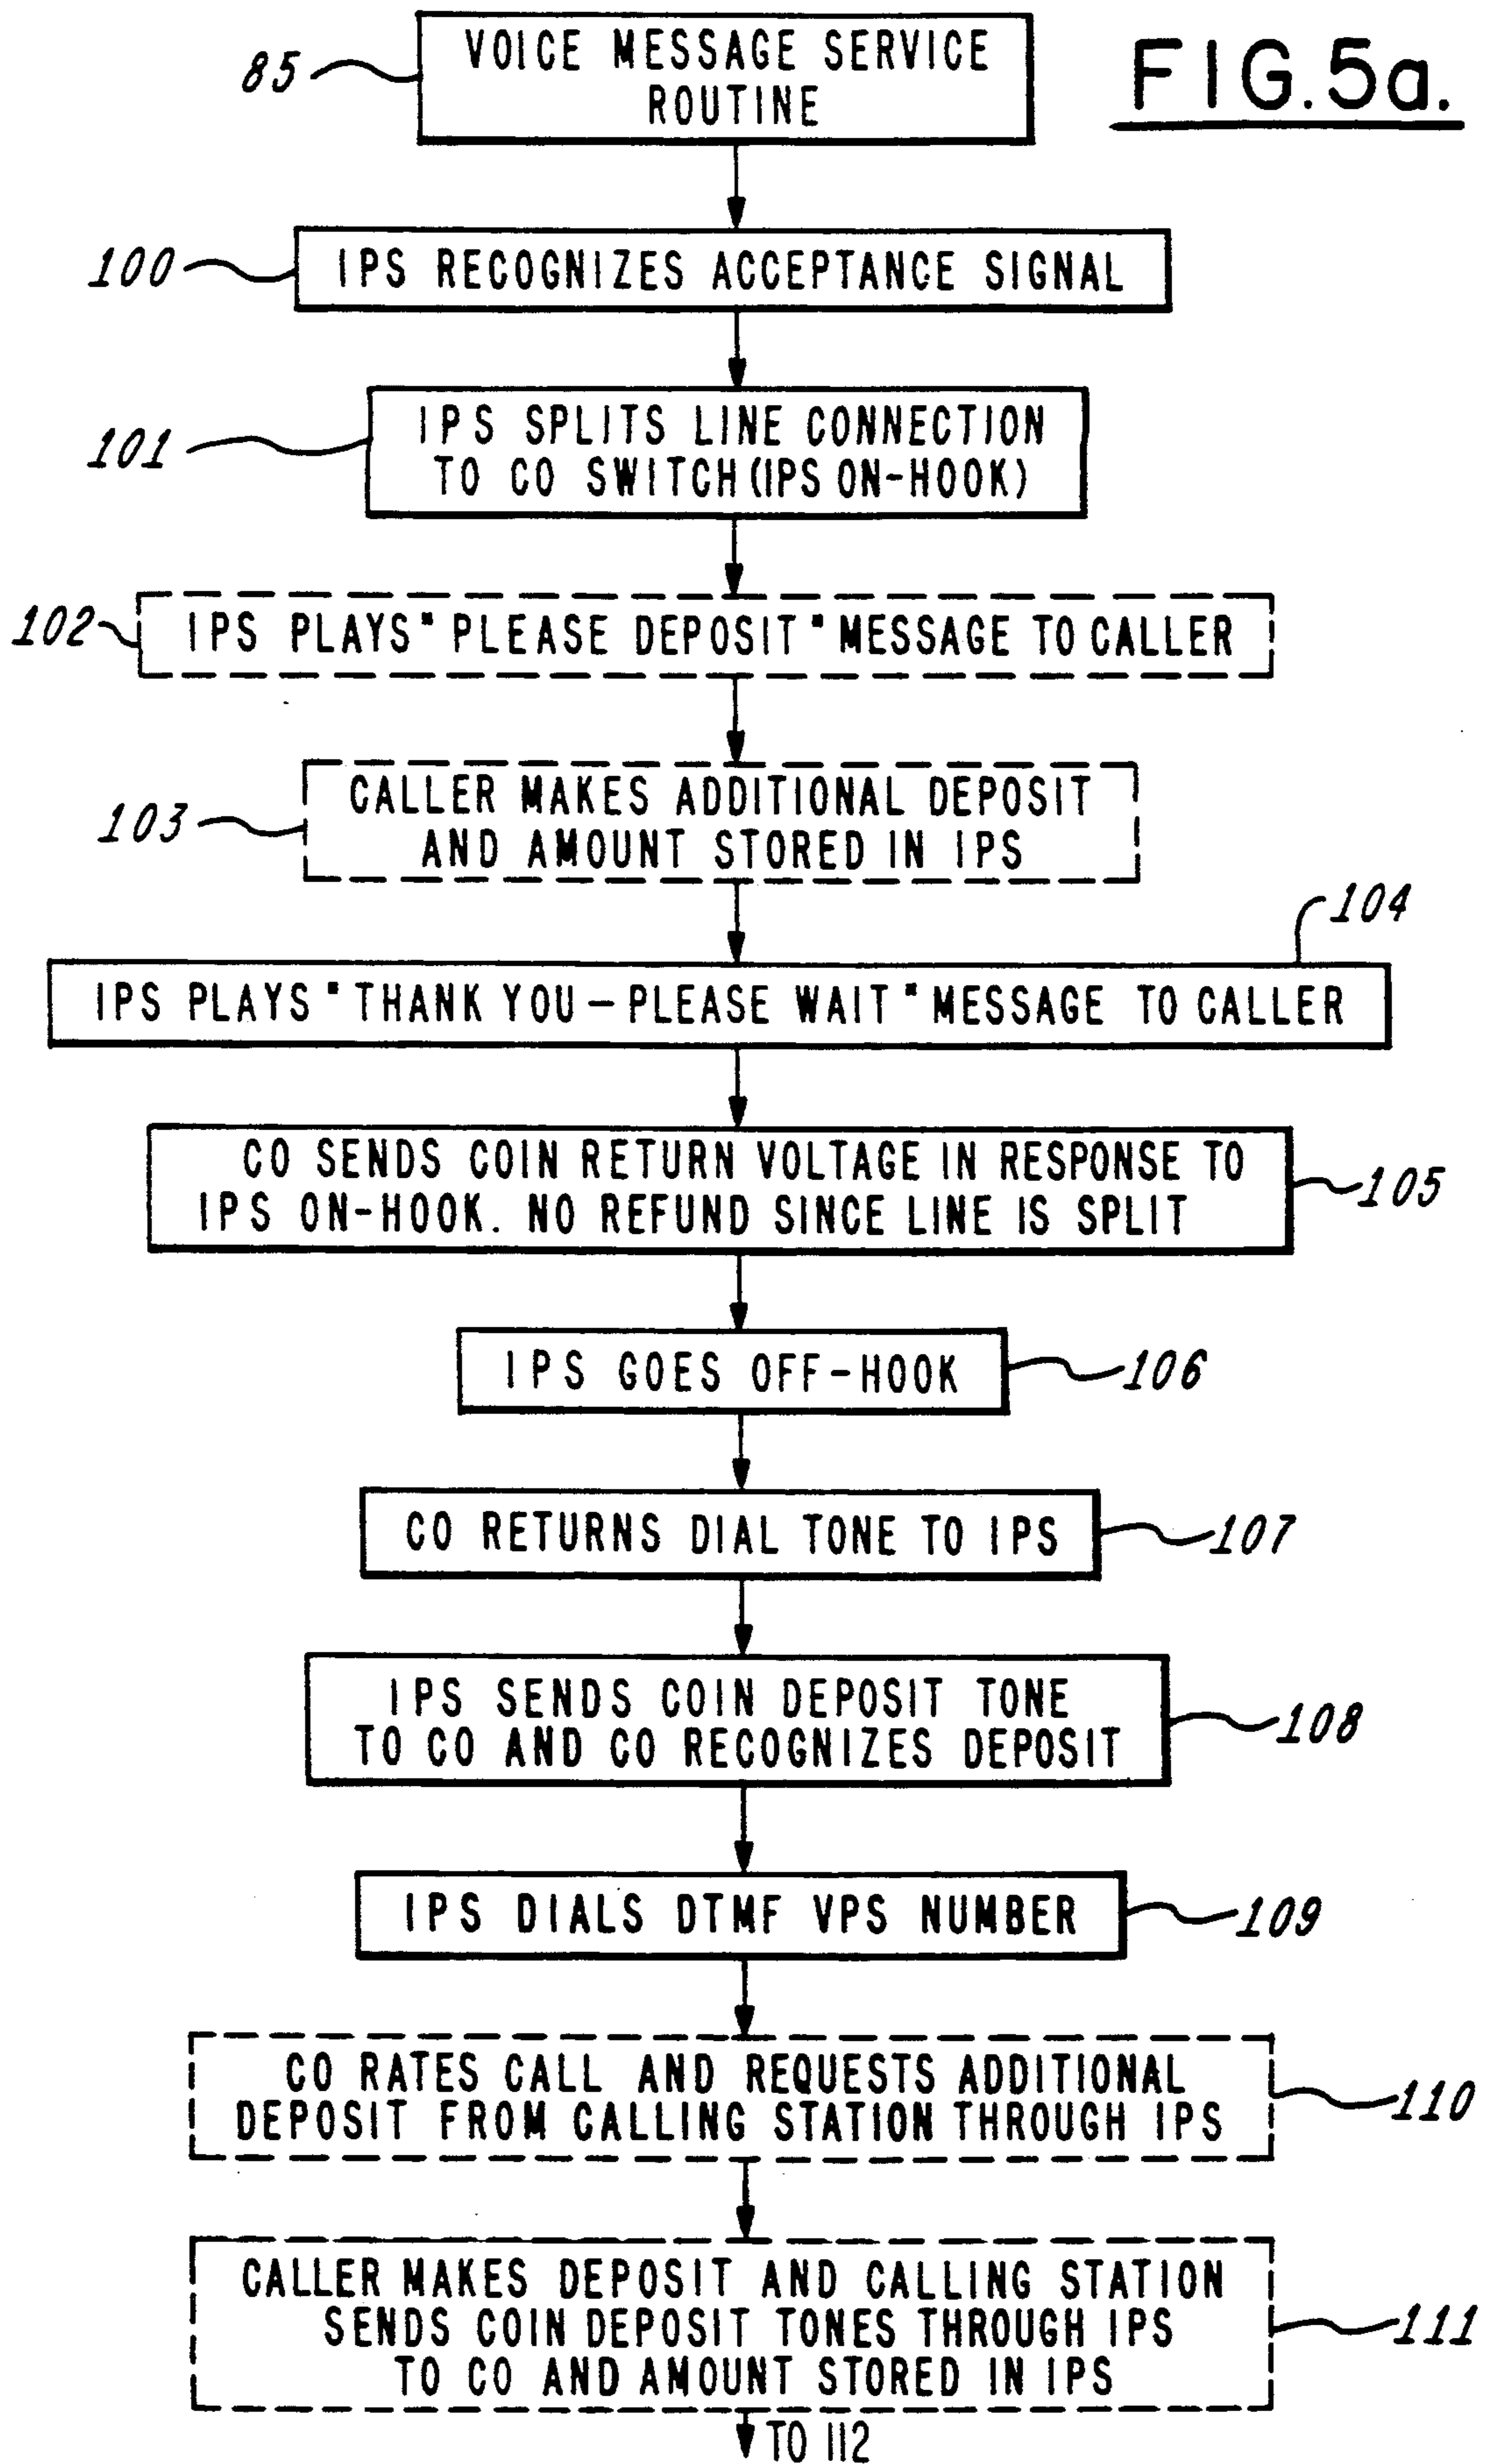 FIG. 5a.
85
VOICE MESSAGE SERVICE
ROUTINE
100
IPS RECOGNIZES ACCEPTANCE SIGNAL
101
IPS SPLITS LINE CONNECTION
TO CO SWITCH (IPS ON-HOOK)
102
IPS PLAYS "PLEASE DEPOSIT" MESSAGE TO CALLER
103
CALLER MAKES ADDITIONAL DEPOSIT
AND AMOUNT STORED IN IPS
104
IPS PLAYS "THANK YOU – PLEASE WAIT" MESSAGE TO CALLER
CO SENDS COIN RETURN VOLTAGE IN RESPONSE TO
IPS ON-HOOK. NO REFUND SINCE LINE IS SPLIT
105
IPS GOES OFF-HOOK
106
CO RETURNS DIAL TONE TO IPS
107
IPS SENDS COIN DEPOSIT TONE
TO CO AND CO RECOGNIZES DEPOSIT
108
IPS DIALS DTMF VPS NUMBER
109
CO RATES CALL AND REQUESTS ADDITIONAL
DEPOSIT FROM CALLING STATION THROUGH IPS
110
CALLER MAKES DEPOSIT AND CALLING STATION
SENDS COIN DEPOSIT TONES THROUGH IPS
TO CO AND AMOUNT STORED IN IPS
111
TO 112